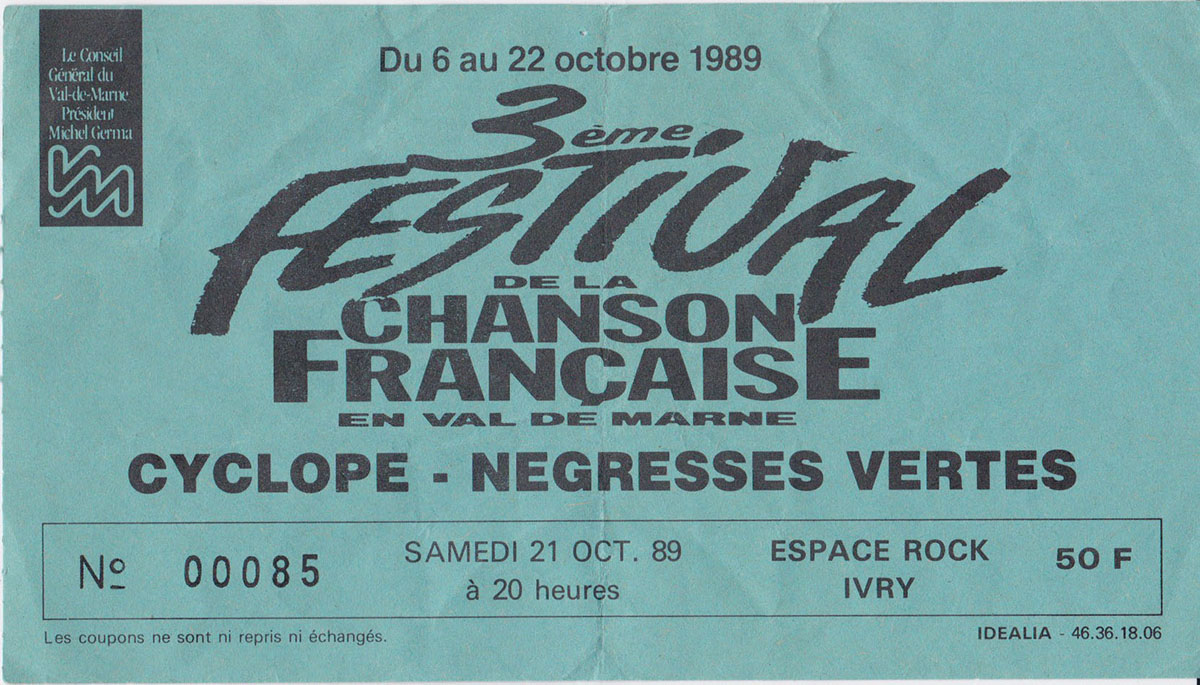 Le Conseil
Général du
Val-de-Marne
Président
Michel Germa
Du 6 au 22 octobre 1989
3ème
FESTIVAL
DE LA
CHANSON
FRANÇAISE
EN VAL DE MARNE
CYCLOPE - NEGRESSES VERTES
Nº 00085
SAMEDI 21 OCT. 89
à 20 heures
ESPACE ROCK
IVRY
50 F
Les coupons ne sont ni repris ni échangés.
IDEALIA - 46.36.18.06